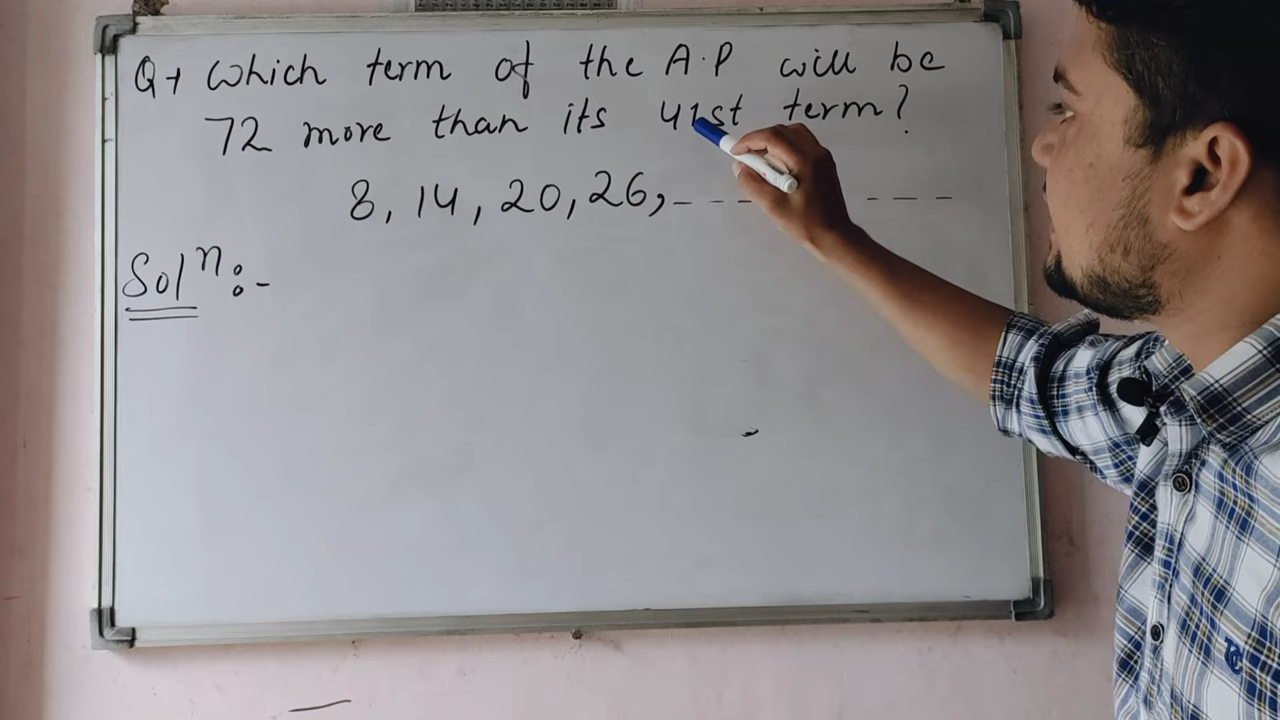 Q→ Which term of the A.P will be
72 more than its 41st term?
8, 14, 20, 26, - - - - - -
Solⁿ:-